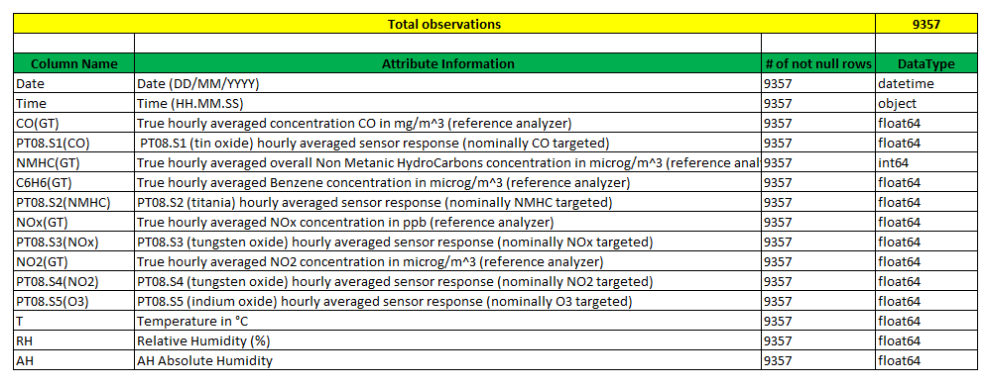 Total observations 9357
Column Name Attribute Information # of not null rows DataType
Date Date (DD/MM/YYYY) 9357 datetime
Time Time (HH.MM.SS) 9357 object
CO(GT) True hourly averaged concentration CO in mg/m^3 (reference analyzer) 9357 float64
PT08.S1(CO) PT08.S1 (tin oxide) hourly averaged sensor response (nominally CO targeted) 9357 float64
NMHC(GT) True hourly averaged overall Non Metanic HydroCarbons concentration in microg/m^3 (reference anal 9357 int64
C6H6(GT) True hourly averaged Benzene concentration in microg/m^3 (reference analyzer) 9357 float64
PT08.S2(NMHC) PT08.S2 (titania) hourly averaged sensor response (nominally NMHC targeted) 9357 float64
NOx(GT) True hourly averaged NOx concentration in ppb (reference analyzer) 9357 float64
PT08.S3(NOx) PT08.S3 (tungsten oxide) hourly averaged sensor response (nominally NOx targeted) 9357 float64
NO2(GT) True hourly averaged NO2 concentration in microg/m^3 (reference analyzer) 9357 float64
PT08.S4(NO2) PT08.S4 (tungsten oxide) hourly averaged sensor response (nominally NO2 targeted) 9357 float64
PT08.S5(O3) PT08.S5 (indium oxide) hourly averaged sensor response (nominally O3 targeted) 9357 float64
T Temperature in °C 9357 float64
RH Relative Humidity (%) 9357 float64
AH AH Absolute Humidity 9357 float64